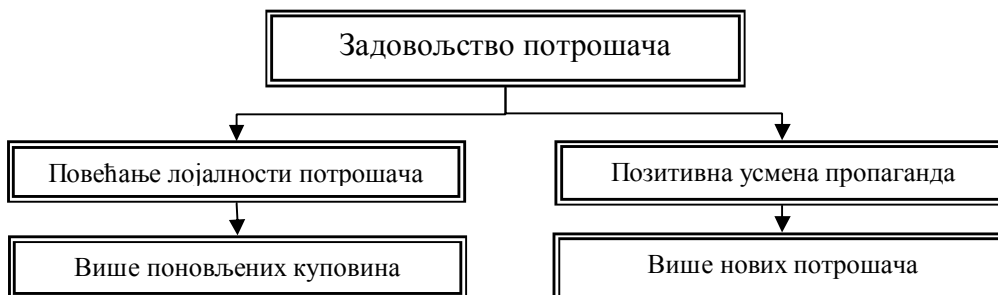 Задовољство потрошача
Повећање лојалности потрошача
Позитивна усмена пропаганда
Више поновљених куповина
Више нових потрошача